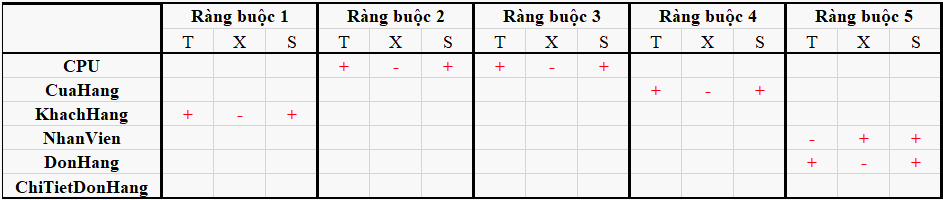 Ràng buộc 1 Ràng buộc 2 Ràng buộc 3 Ràng buộc 4 Ràng buộc 5
T X S T X S T X S T X S T X S
CPU + - + + - +
CuaHang + - +
KhachHang + - +
NhanVien - + +
DonHang + - +
ChiTietDonHang